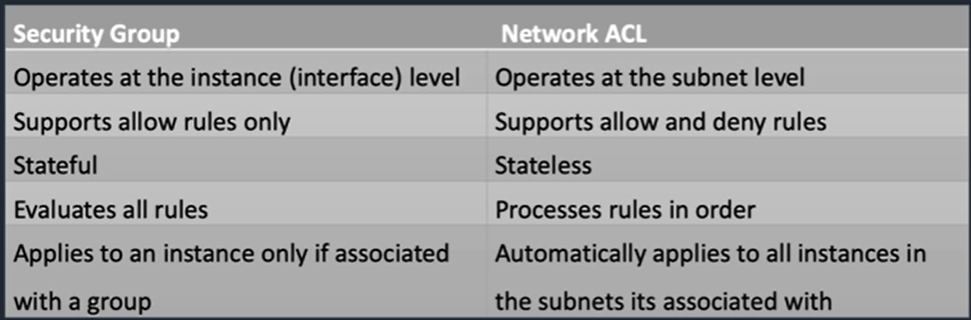 Security Group Network ACL
Operates at the instance (interface) level Operates at the subnet level
Supports allow rules only Supports allow and deny rules
Stateful Stateless
Evaluates all rules Processes rules in order
Applies to an instance only if associated Automatically applies to all instances in
with a group the subnets its associated with